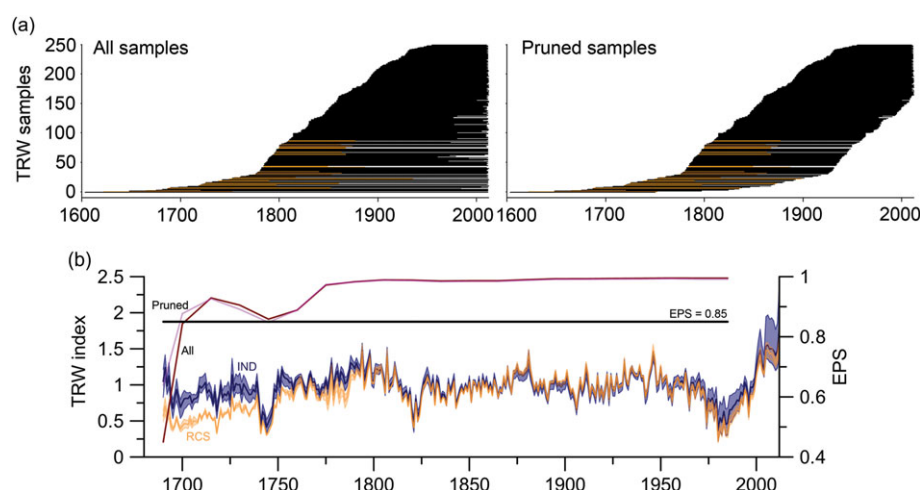 (a)
All samples
Pruned samples
TRW samples
250
200
150
100
50
0
1600 1700 1800 1900 2000
1600 1700 1800 1900 2000
(b)
TRW index
2.5
2
1.5
1
0.5
0
Pruned
All
IND
RCS
EPS = 0.85
1
0.8
0.6
0.4
EPS
1700 1750 1800 1850 1900 1950 2000